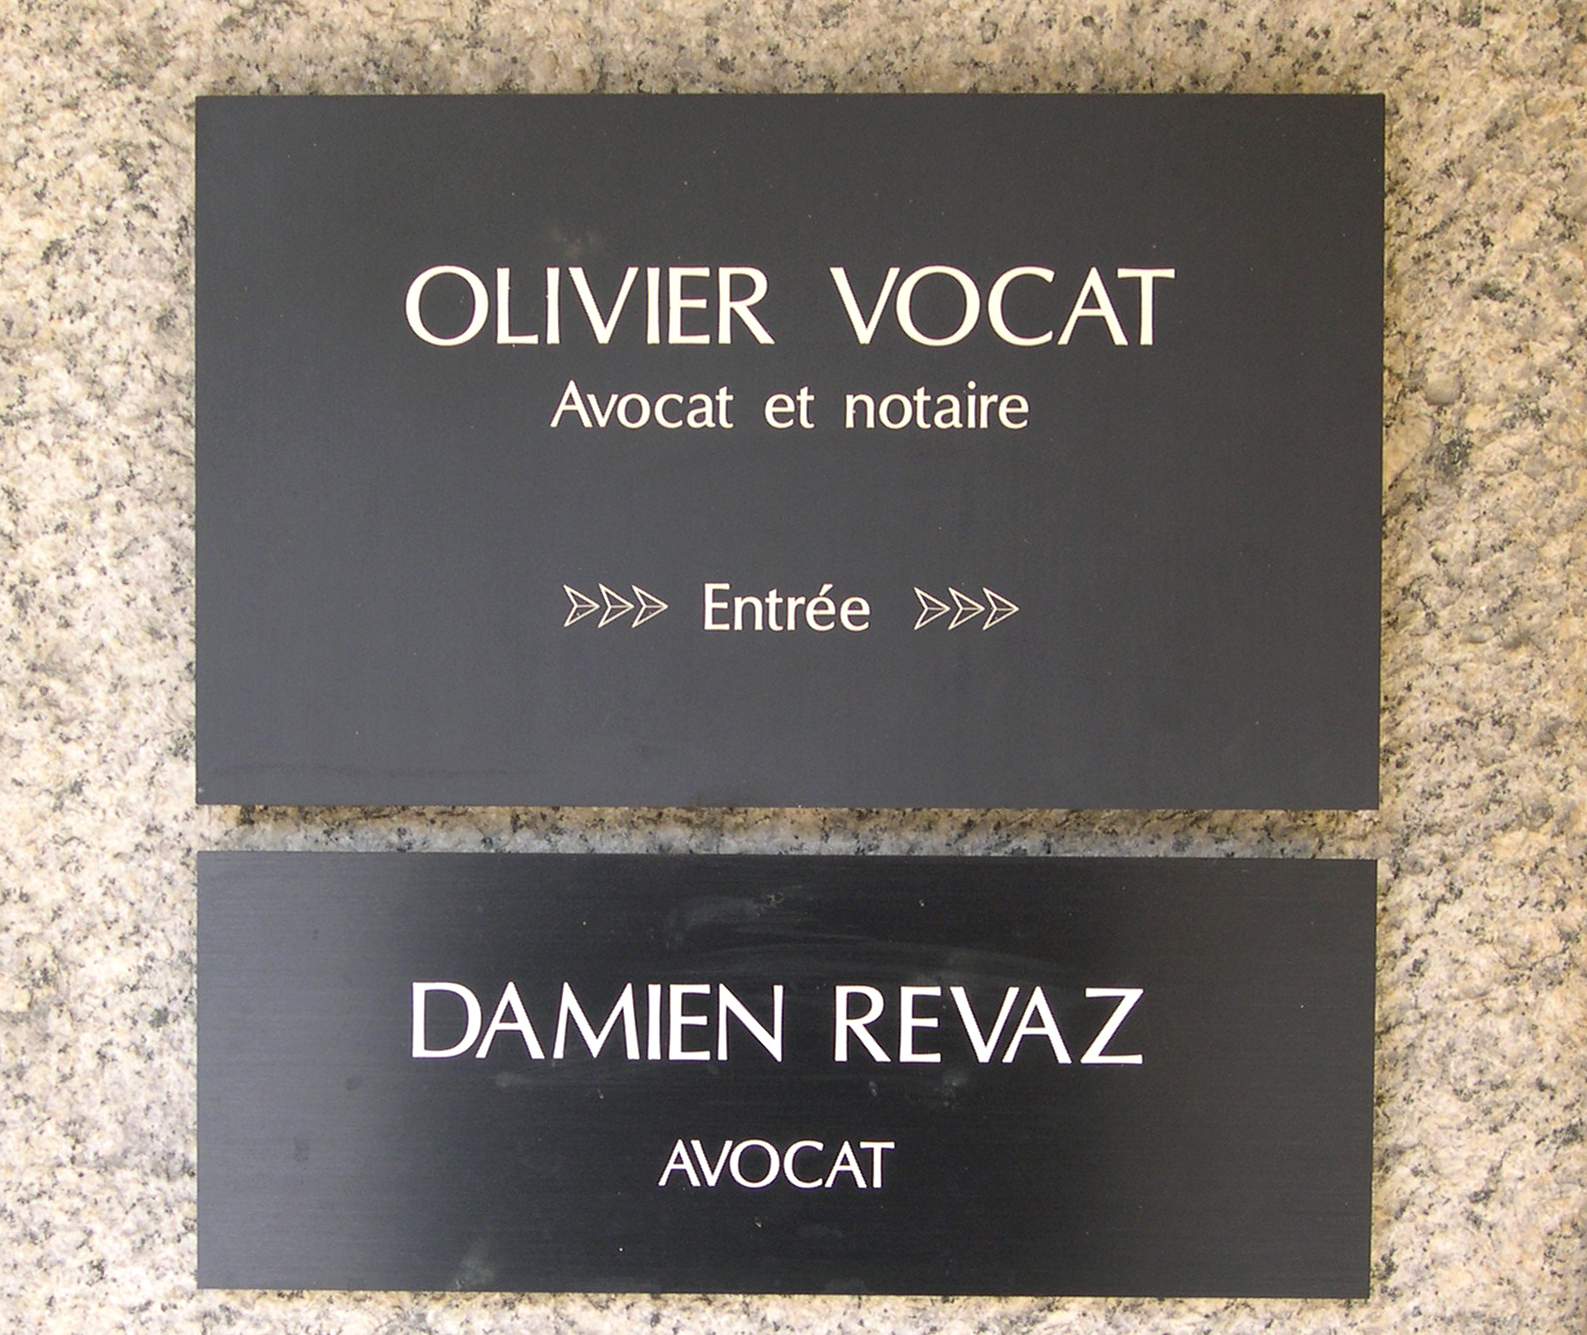 OLIVIER VOCAT
Avocat et notaire
Entrée
DAMIEN REVAZ
AVOCAT